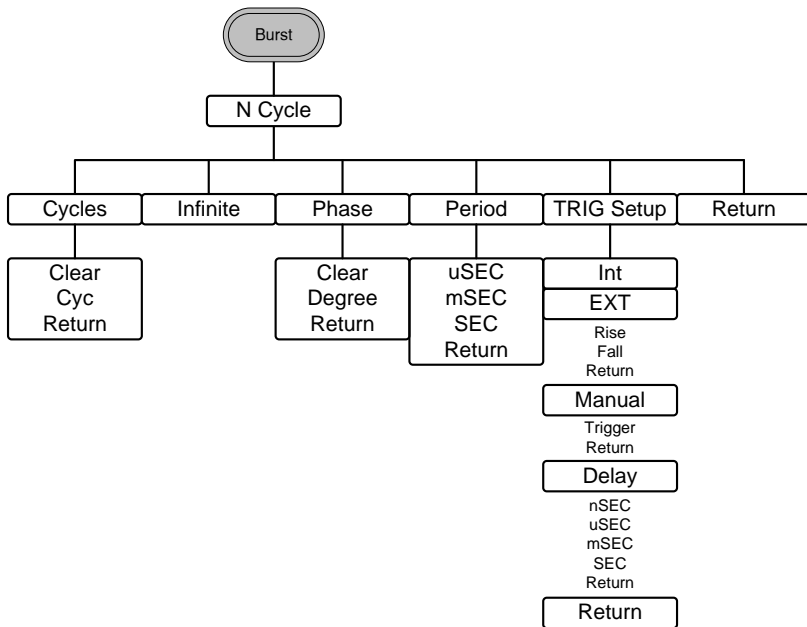 Burst
N Cycle
Cycles
Infinite
Phase
Period
TRIG Setup
Return
Clear
Cyc
Return
Clear
Degree
Return
uSEC
mSEC
SEC
Return
Int
EXT
Rise
Fall
Return
Manual
Trigger
Return
Delay
nSEC
uSEC
mSEC
SEC
Return
Return